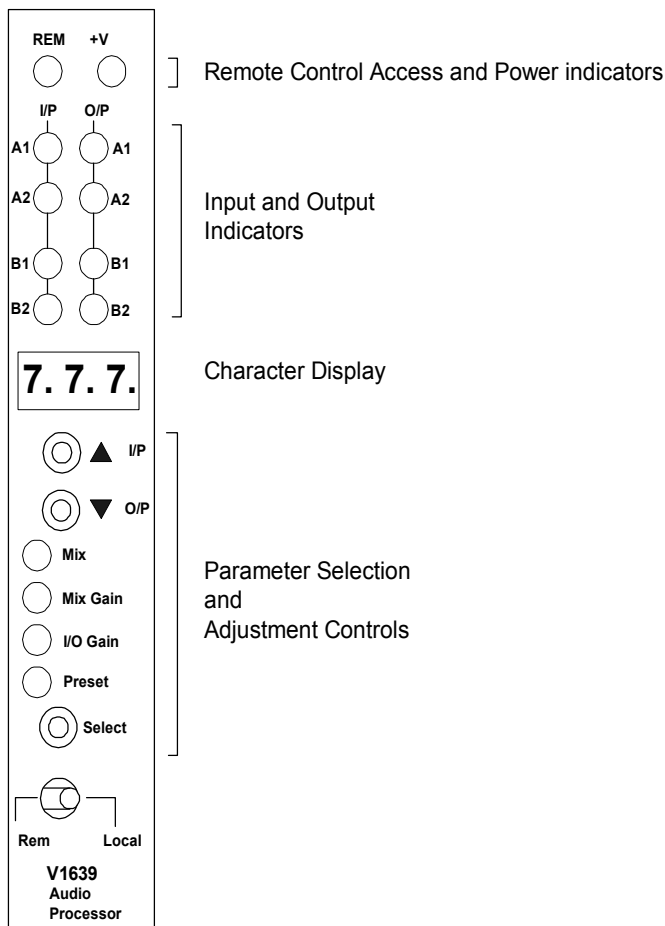 REM +V
Remote Control Access and Power indicators
I/P O/P
A1 A1
A2 A2
Input and Output
Indicators
B1 B1
B2 B2
Character Display
7. 7. 7.
I/P
O/P
Mix
Parameter Selection
and
Adjustment Controls
Mix Gain
I/O Gain
Preset
Select
Rem Local
V1639
Audio
Processor